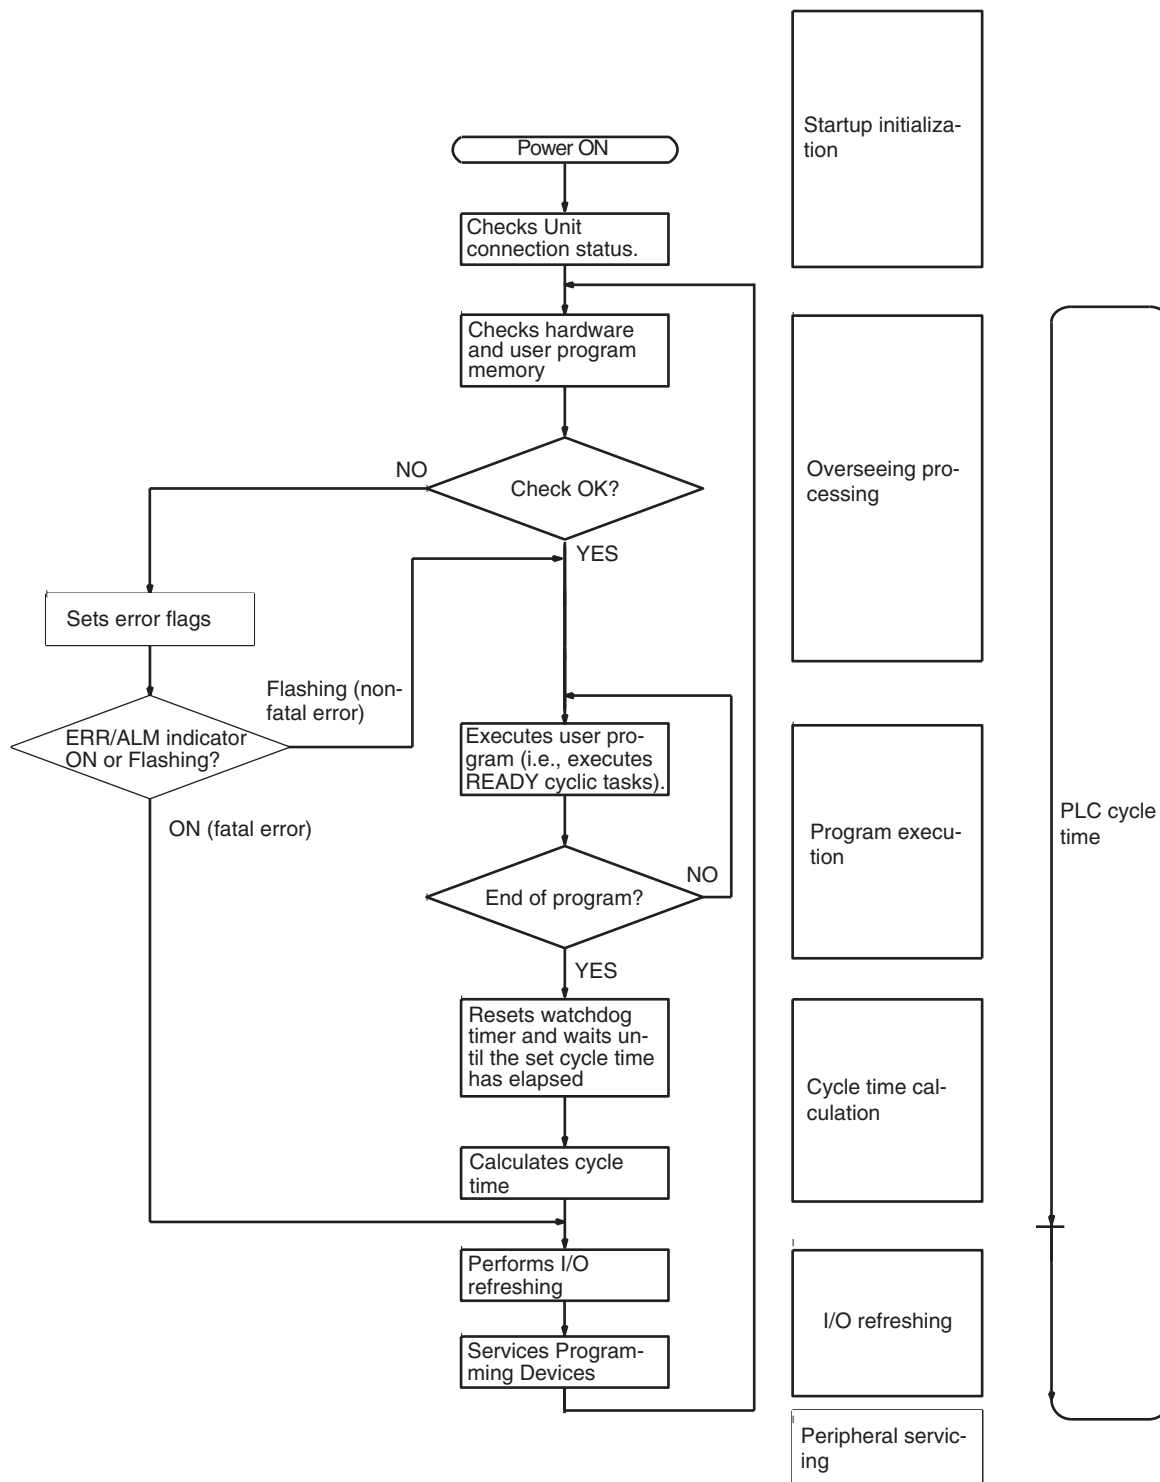 Startup initializa-
tion
Power ON
Checks Unit
connection status.
Checks hardware
and user program
memory
Overseeing pro-
cessing
NO
Check OK?
YES
Sets error flags
Flashing (non-
fatal error)
ERR/ALM indicator
ON or Flashing?
ON (fatal error)
Executes user pro-
gram (i.e., executes
READY cyclic tasks).
Program execu-
tion
PLC cycle
time
NO
End of program?
YES
Resets watchdog
timer and waits un-
til the set cycle time
has elapsed
Cycle time cal-
culation
Calculates cycle
time
Performs I/O
refreshing
I/O refreshing
Services Program-
ming Devices
Peripheral servic-
ing